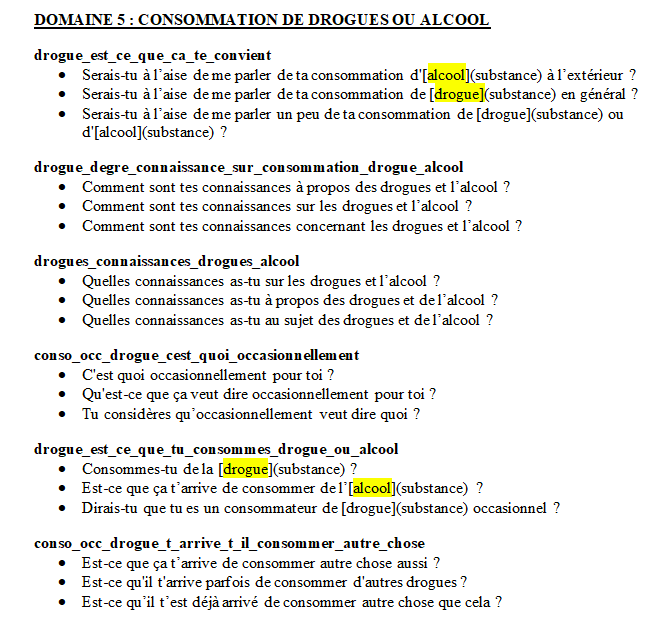 DOMAINE 5 : CONSOMMATION DE DROGUES OU ALCOOL
drogue_est_ce_que_ca_te_convient
• Serais-tu à l'aise de me parler de ta consommation d'[alcool](substance) à l'extérieur ?
• Serais-tu à l'aise de me parler de ta consommation de [drogue](substance) en général ?
• Serais-tu à l'aise de me parler un peu de ta consommation de [drogue](substance) ou
d'[alcool](substance) ?
drogue_degre_connaissance_sur_consommation_drogue_alcool
• Comment sont tes connaissances à propos des drogues et l'alcool ?
• Comment sont tes connaissances sur les drogues et l'alcool ?
• Comment sont tes connaissances concernant les drogues et l'alcool ?
drogues_connaissances_drogues_alcool
• Quelles connaissances as-tu sur les drogues et l'alcool ?
• Quelles connaissances as-tu à propos des drogues et de l'alcool ?
• Quelles connaissances as-tu au sujet des drogues et de l'alcool ?
conso_occ_drogue_cest_quoi_occasionnellement
• C'est quoi occasionnellement pour toi ?
• Qu'est-ce que ça veut dire occasionnellement pour toi ?
• Tu considères qu'occasionnellement veut dire quoi ?
drogue_est_ce_que_tu_consommes_drogue_ou_alcool
• Consommes-tu de la [drogue](substance) ?
• Est-ce que ça t'arrive de consommer de l'[alcool](substance) ?
• Dirais-tu que tu es un consommateur de [drogue](substance) occasionnel ?
conso_occ_drogue_t_arrive_t_il_consommer_autre_chose
• Est-ce que ça t'arrive de consommer autre chose aussi ?
• Est-ce qu'il t'arrive parfois de consommer d'autres drogues ?
• Est-ce qu'il t'est déjà arrivé de consommer autre chose que cela ?